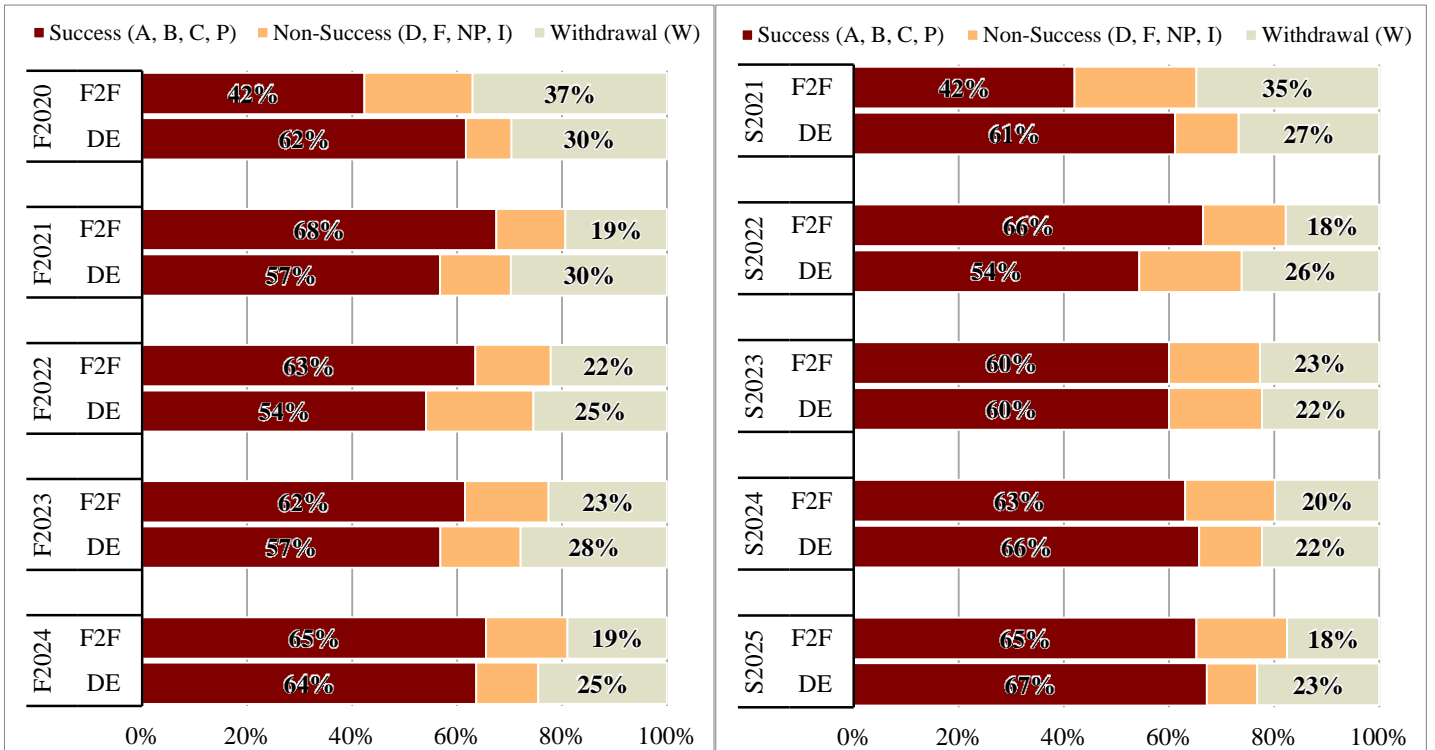 Success (A, B, C, P) Non-Success (D, F, NP, I) Withdrawal (W)
F2020
F2F 42% 37%
DE 62% 30%
F2021
F2F 68% 19%
DE 57% 30%
F2022
F2F 63% 22%
DE 54% 25%
F2023
F2F 62% 23%
DE 57% 28%
F2024
F2F 65% 19%
DE 64% 25%
0% 20% 40% 60% 80% 100%
Success (A, B, C, P) Non-Success (D, F, NP, I) Withdrawal (W)
S2021
F2F 42% 35%
DE 61% 27%
S2022
F2F 66% 18%
DE 54% 26%
S2023
F2F 60% 23%
DE 60% 22%
S2024
F2F 63% 20%
DE 66% 22%
S2025
F2F 65% 18%
DE 67% 23%
0% 20% 40% 60% 80% 100%